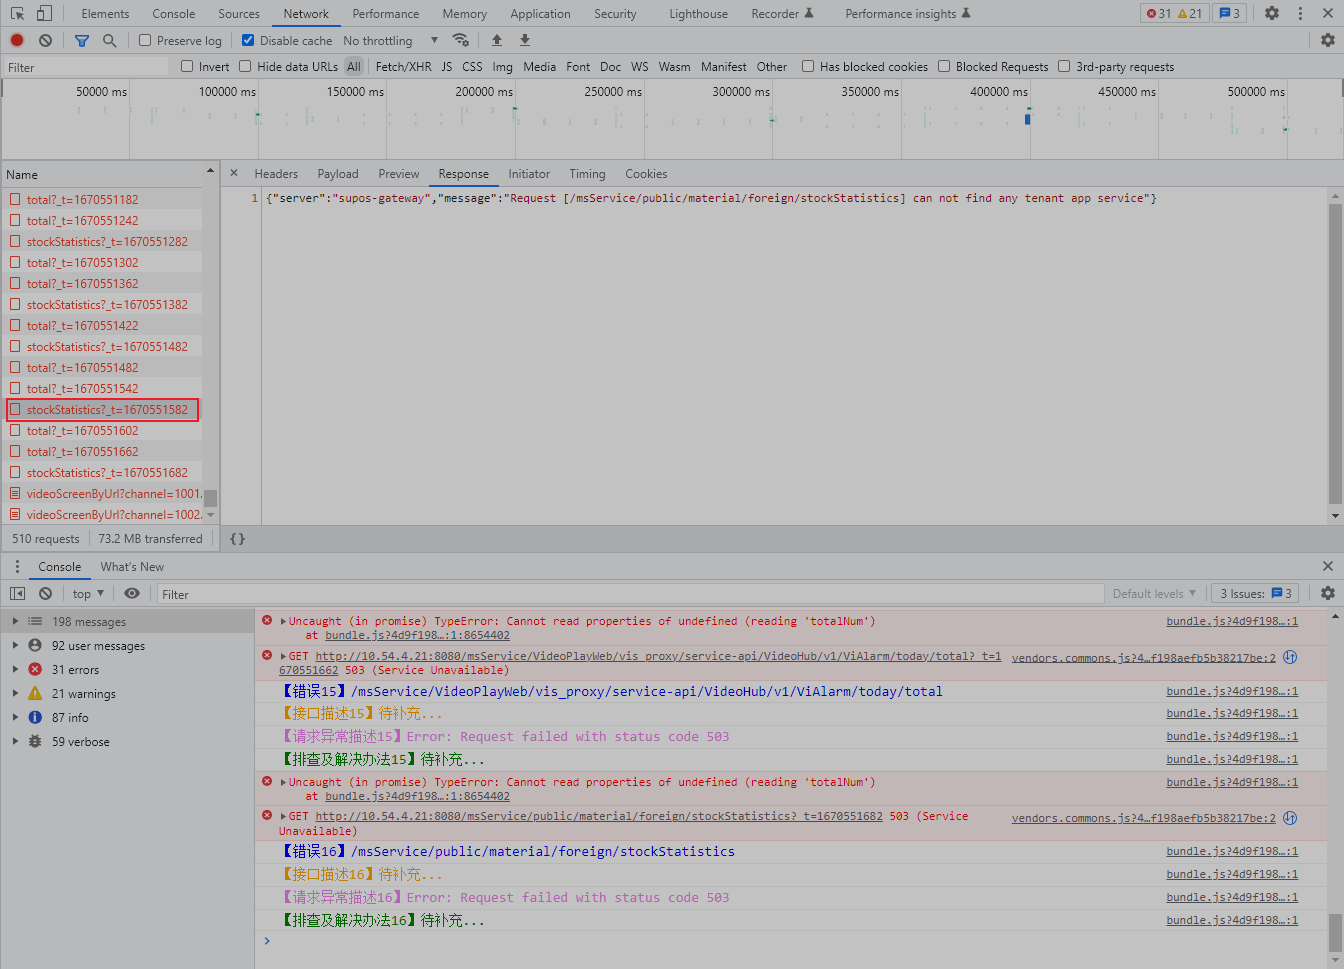 Elements Console Sources Network Performance Memory Application Security Lighthouse Recorder Performance insights 31 21 3
Preserve log Disable cache No throttling
Filter Invert Hide data URLs All Fetch/XHR JS CSS Img Media Font Doc WS Wasm Manifest Other Has blocked cookies Blocked Requests 3rd-party requests
50000 ms 100000 ms 150000 ms 200000 ms 250000 ms 300000 ms 350000 ms 400000 ms 450000 ms 500000 ms
Name
total?_t=1670551182
total?_t=1670551242
stockStatistics?_t=1670551282
total?_t=1670551302
total?_t=1670551362
stockStatistics?_t=1670551382
total?_t=1670551422
stockStatistics?_t=1670551482
total?_t=1670551482
total?_t=1670551542
stockStatistics?_t=1670551582
total?_t=1670551602
total?_t=1670551662
stockStatistics?_t=1670551682
videoScreenByUrl?channel=1001.
videoScreenByUrl?channel=1002.
510 requests 73.2 MB transferred
Headers Payload Preview Response Initiator Timing Cookies
1 {"server":"supos-gateway","message":"Request [/msService/public/material/foreign/stockStatistics] can not find any tenant app service"}
{}
Console What's New
top Filter Default levels 3 Issues: 3
198 messages
92 user messages
31 errors
21 warnings
87 info
59 verbose
Uncaught (in promise) TypeError: Cannot read properties of undefined (reading 'totalNum') bundle.js?4d9f198…:1
at bundle.js?4d9f198…:1:8654402
GET http://10.54.4.21:8080/msService/VideoPlayWeb/vis_proxy/service-api/VideoHub/v1/ViAlarm/today/total?_t=1 vendors.commons.js?4…f198aefb5b38217be:2
670551662 503 (Service Unavailable)
【错误15】/msService/VideoPlayWeb/vis_proxy/service-api/VideoHub/v1/ViAlarm/today/total bundle.js?4d9f198…:1
【接口描述15】待补充... bundle.js?4d9f198…:1
【请求异常描述15】Error: Request failed with status code 503 bundle.js?4d9f198…:1
【排查及解决办法15】待补充... bundle.js?4d9f198…:1
Uncaught (in promise) TypeError: Cannot read properties of undefined (reading 'totalNum') bundle.js?4d9f198…:1
at bundle.js?4d9f198…:1:8654402
GET http://10.54.4.21:8080/msService/public/material/foreign/stockStatistics?_t=1670551682 503 (Service vendors.commons.js?4…f198aefb5b38217be:2
Unavailable)
【错误16】/msService/public/material/foreign/stockStatistics bundle.js?4d9f198…:1
【接口描述16】待补充... bundle.js?4d9f198…:1
【请求异常描述16】Error: Request failed with status code 503 bundle.js?4d9f198…:1
【排查及解决办法16】待补充... bundle.js?4d9f198…:1